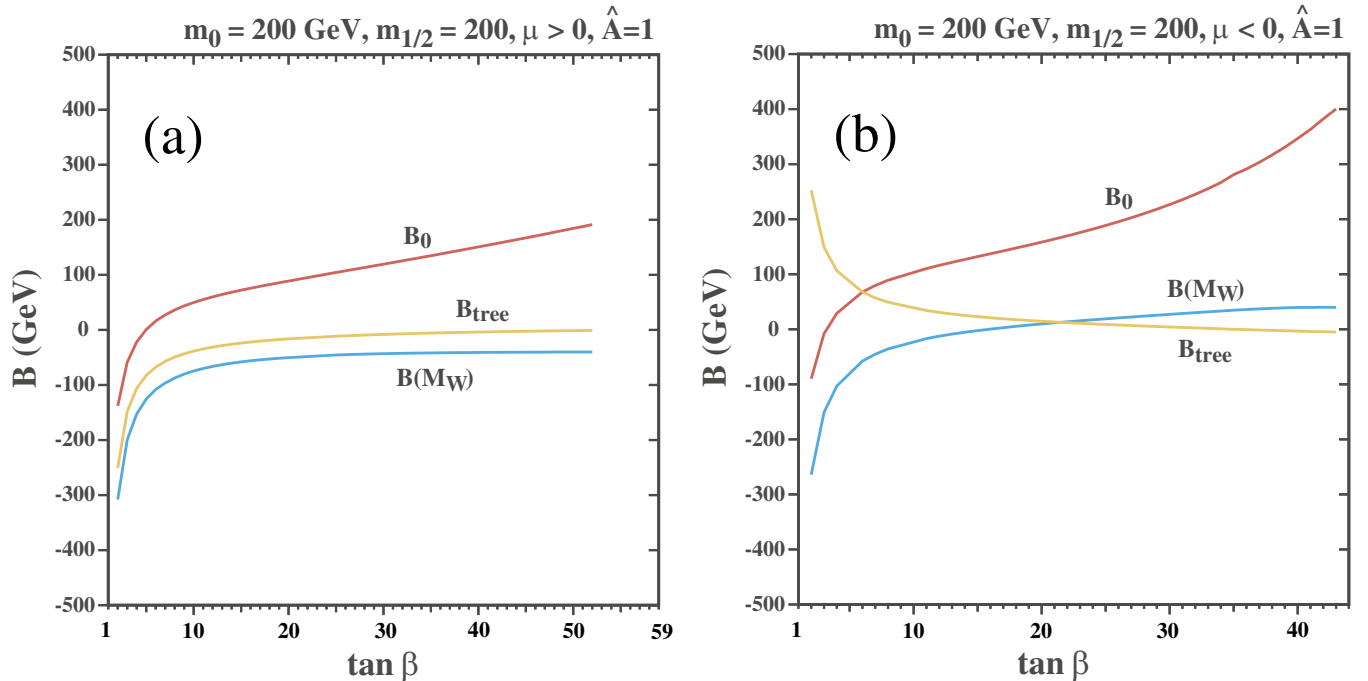 m0 = 200 GeV, m1/2 = 200, μ > 0, Â=1
(a)
B (GeV)
500
400
300
200
100
0
-100
-200
-300
-400
-500
B0
Btree
B(MW)
1 10 20 30 40 50 59
tan β
m0 = 200 GeV, m1/2 = 200, μ < 0, Â=1
(b)
B (GeV)
500
400
300
200
100
0
-100
-200
-300
-400
-500
B0
B(MW)
Btree
1 10 20 30 40
tan β